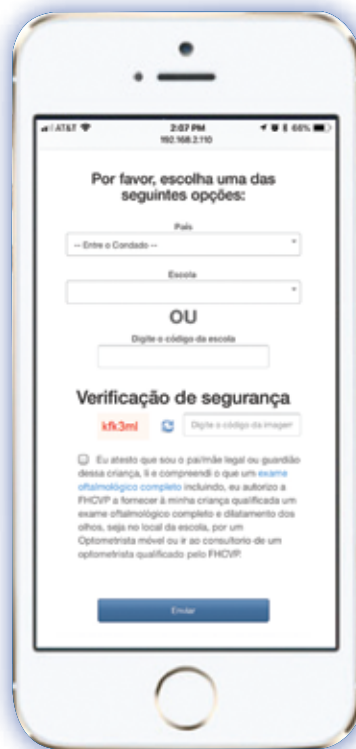 AT&T 2:07 PM 66%
192.168.2.110
Por favor, escolha uma das
seguintes opções:
País
-- Entre o Condado --
Escola
OU
Digite o código da escola
Verificação de segurança
kfk3ml Digite o código da imagem
Eu atesto que sou o pai/mãe legal ou guardião
dessa criança, li e compreendi o que um exame
oftalmológico completo incluindo, eu autorizo a
FHCVP a fornecer à minha criança qualificada um
exame oftalmológico completo e dilatamento dos
olhos, seja no local da escola, por um
Optometrista móvel ou ir ao consultorio de um
optometrista qualificado pelo FHCVP.
Enviar